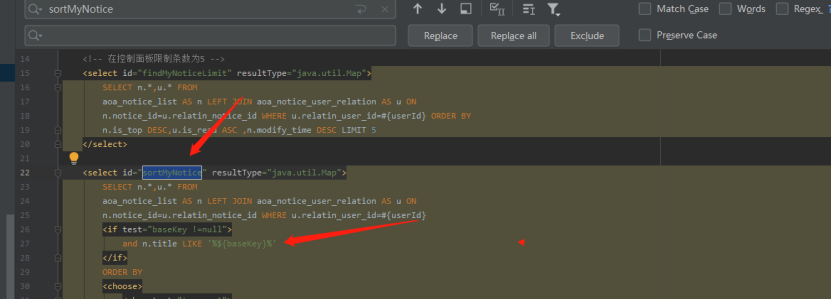 sortMyNotice
Match Case Words Regex
Replace Replace all Exclude Preserve Case
14 <!-- 在控制面板限制条数为5 -->
15 <select id="findMyNoticeLimit" resultType="java.util.Map">
16 SELECT n.*,u.* FROM
17 aoa_notice_list AS n LEFT JOIN aoa_notice_user_relation AS u ON
18 n.notice_id=u.relatin_notice_id WHERE u.relatin_user_id=#{userId} ORDER BY
19 n.is_top DESC,u.is_read ASC ,n.modify_time DESC LIMIT 5
20 </select>
21
22 <select id="sortMyNotice" resultType="java.util.Map">
23 SELECT n.*,u.* FROM
24 aoa_notice_list AS n LEFT JOIN aoa_notice_user_relation AS u ON
25 n.notice_id=u.relatin_notice_id WHERE u.relatin_user_id=#{userId}
26 <if test="baseKey !=null">
27 and n.title LIKE '%${baseKey}%'
28 </if>
29 ORDER BY
30 <choose>